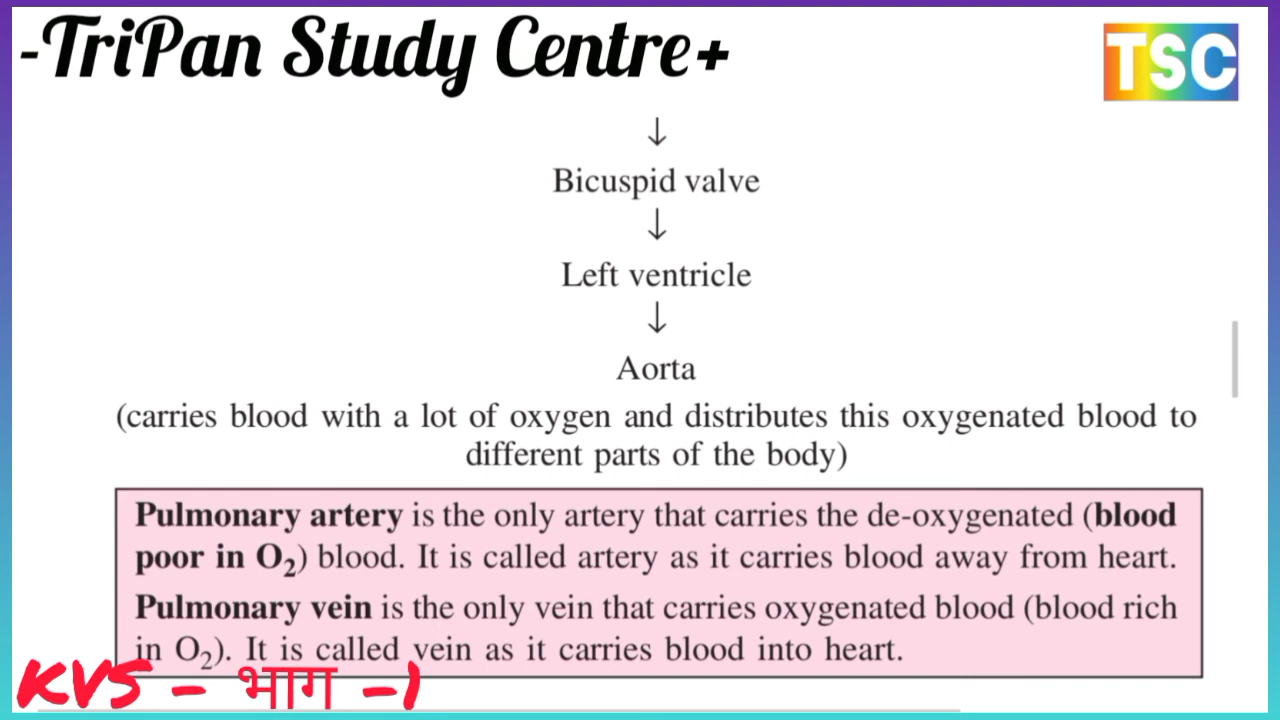 -TriPan Study Centre+
TSC
↓
Bicuspid valve
↓
Left ventricle
↓
Aorta
(carries blood with a lot of oxygen and distributes this oxygenated blood to
different parts of the body)
Pulmonary artery is the only artery that carries the de-oxygenated (blood
poor in O₂) blood. It is called artery as it carries blood away from heart.
Pulmonary vein is the only vein that carries oxygenated blood (blood rich
in O₂). It is called vein as it carries blood into heart.
KVS - भाग -1